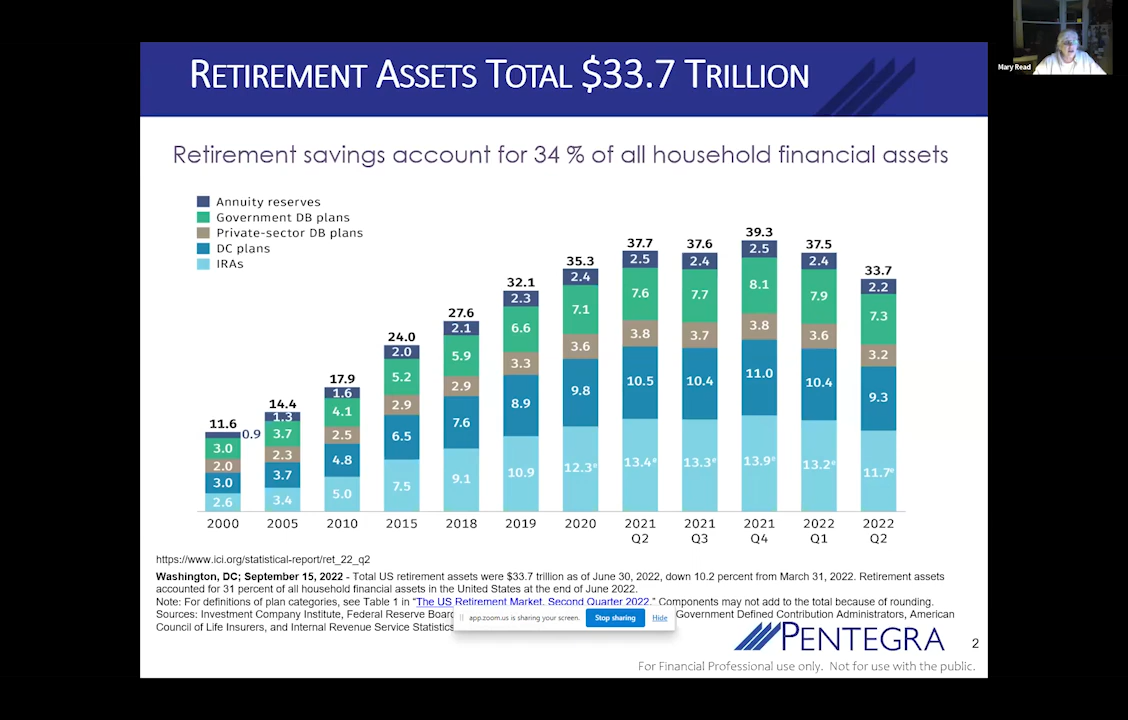 Mary Read
RETIREMENT ASSETS TOTAL $33.7 TRILLION
Retirement savings account for 34 % of all household financial assets
Annuity reserves
Government DB plans
Private-sector DB plans
DC plans
IRAs
11.6
0.9
3.0
2.0
3.0
2.6
14.4
1.3
3.7
2.3
3.7
3.4
17.9
1.6
4.1
2.5
4.8
5.0
24.0
2.0
5.2
2.9
6.5
7.5
27.6
2.1
5.9
2.9
7.6
9.1
32.1
2.3
6.6
3.3
8.9
10.9
35.3
2.4
7.1
3.6
9.8
12.3e
37.7
2.5
7.6
3.8
10.5
13.4e
37.6
2.4
7.7
3.7
10.4
13.3e
39.3
2.5
8.1
3.8
11.0
13.9e
37.5
2.4
7.9
3.6
10.4
13.2e
33.7
2.2
7.3
3.2
9.3
11.7e
2000 2005 2010 2015 2018 2019 2020 2021 2021 2021 2022 2022
Q2 Q3 Q4 Q1 Q2
https://www.ici.org/statistical-report/ret_22_q2
Washington, DC; September 15, 2022 - Total US retirement assets were $33.7 trillion as of June 30, 2022, down 10.2 percent from March 31, 2022. Retirement assets
accounted for 31 percent of all household financial assets in the United States at the end of June 2022.
Note: For definitions of plan categories, see Table 1 in “The US Retirement Market, Second Quarter 2022.” Components may not add to the total because of rounding.
Sources: Investment Company Institute, Federal Reserve Boar Government Defined Contribution Administrators, American
Council of Life Insurers, and Internal Revenue Service Statistics
app.zoom.us is sharing your screen. Stop sharing Hide
PENTEGRA
2
For Financial Professional use only. Not for use with the public.